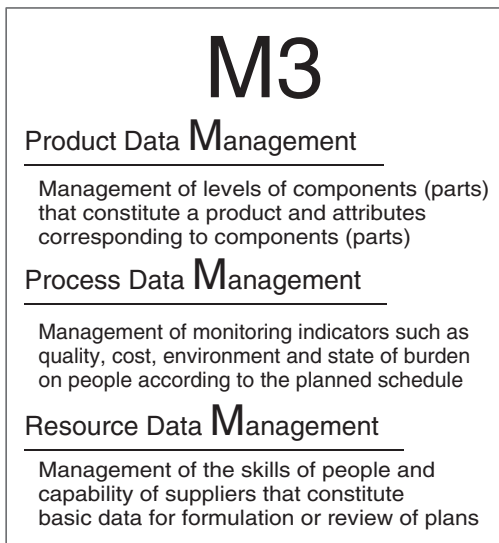 M3
Product Data Management
Management of levels of components (parts)
that constitute a product and attributes
corresponding to components (parts)
Process Data Management
Management of monitoring indicators such as
quality, cost, environment and state of burden
on people according to the planned schedule
Resource Data Management
Management of the skills of people and
capability of suppliers that constitute
basic data for formulation or review of plans